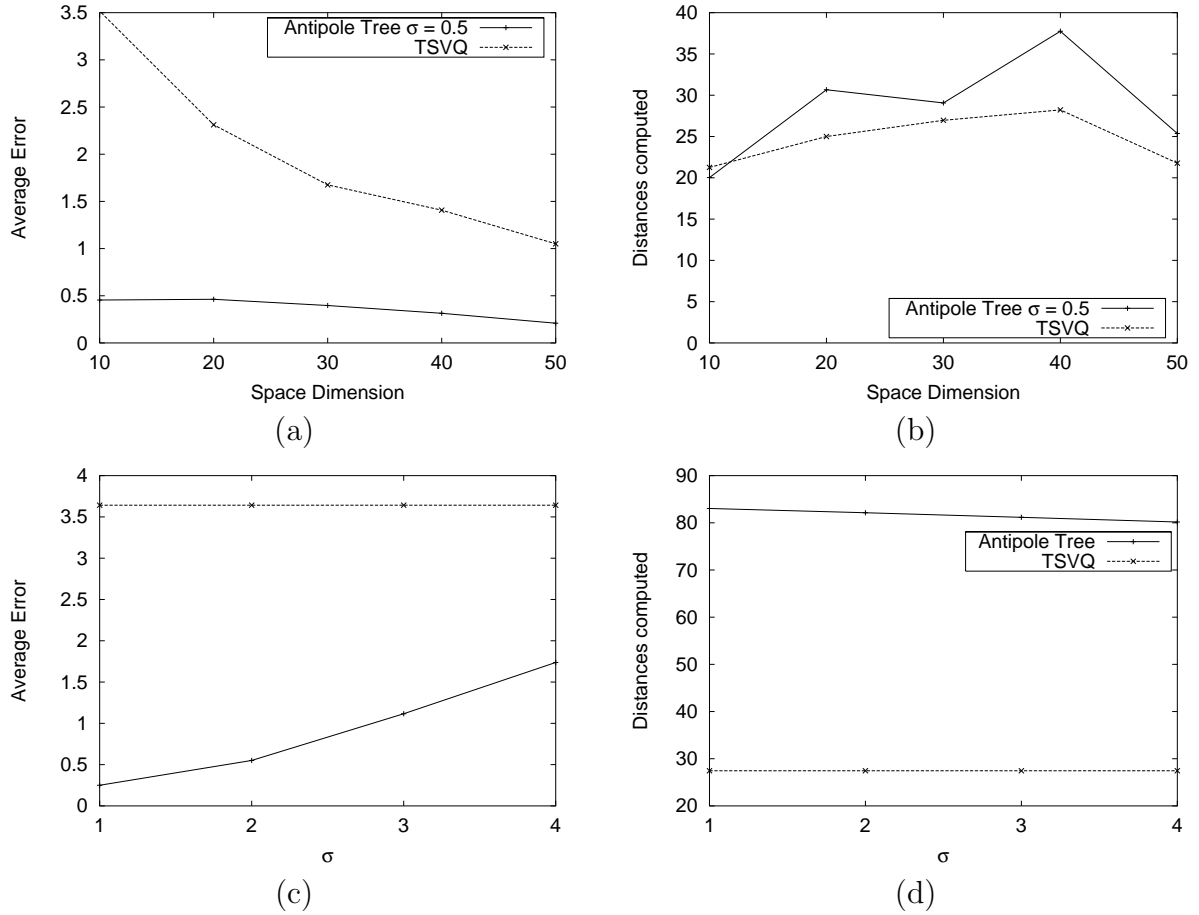 Average Error
4
3.5
3
2.5
2
1.5
1
0.5
0
10
20
30
40
50
Space Dimension
Antipole Tree σ = 0.5
TSVQ
(a)
Distances computed
40
35
30
25
20
15
10
5
0
10
20
30
40
50
Space Dimension
Antipole Tree σ = 0.5
TSVQ
(b)
Average Error
4
3.5
3
2.5
2
1.5
1
0.5
0
1
2
3
4
σ
(c)
Distances computed
90
80
70
60
50
40
30
20
1
2
3
4
σ
Antipole Tree
TSVQ
(d)